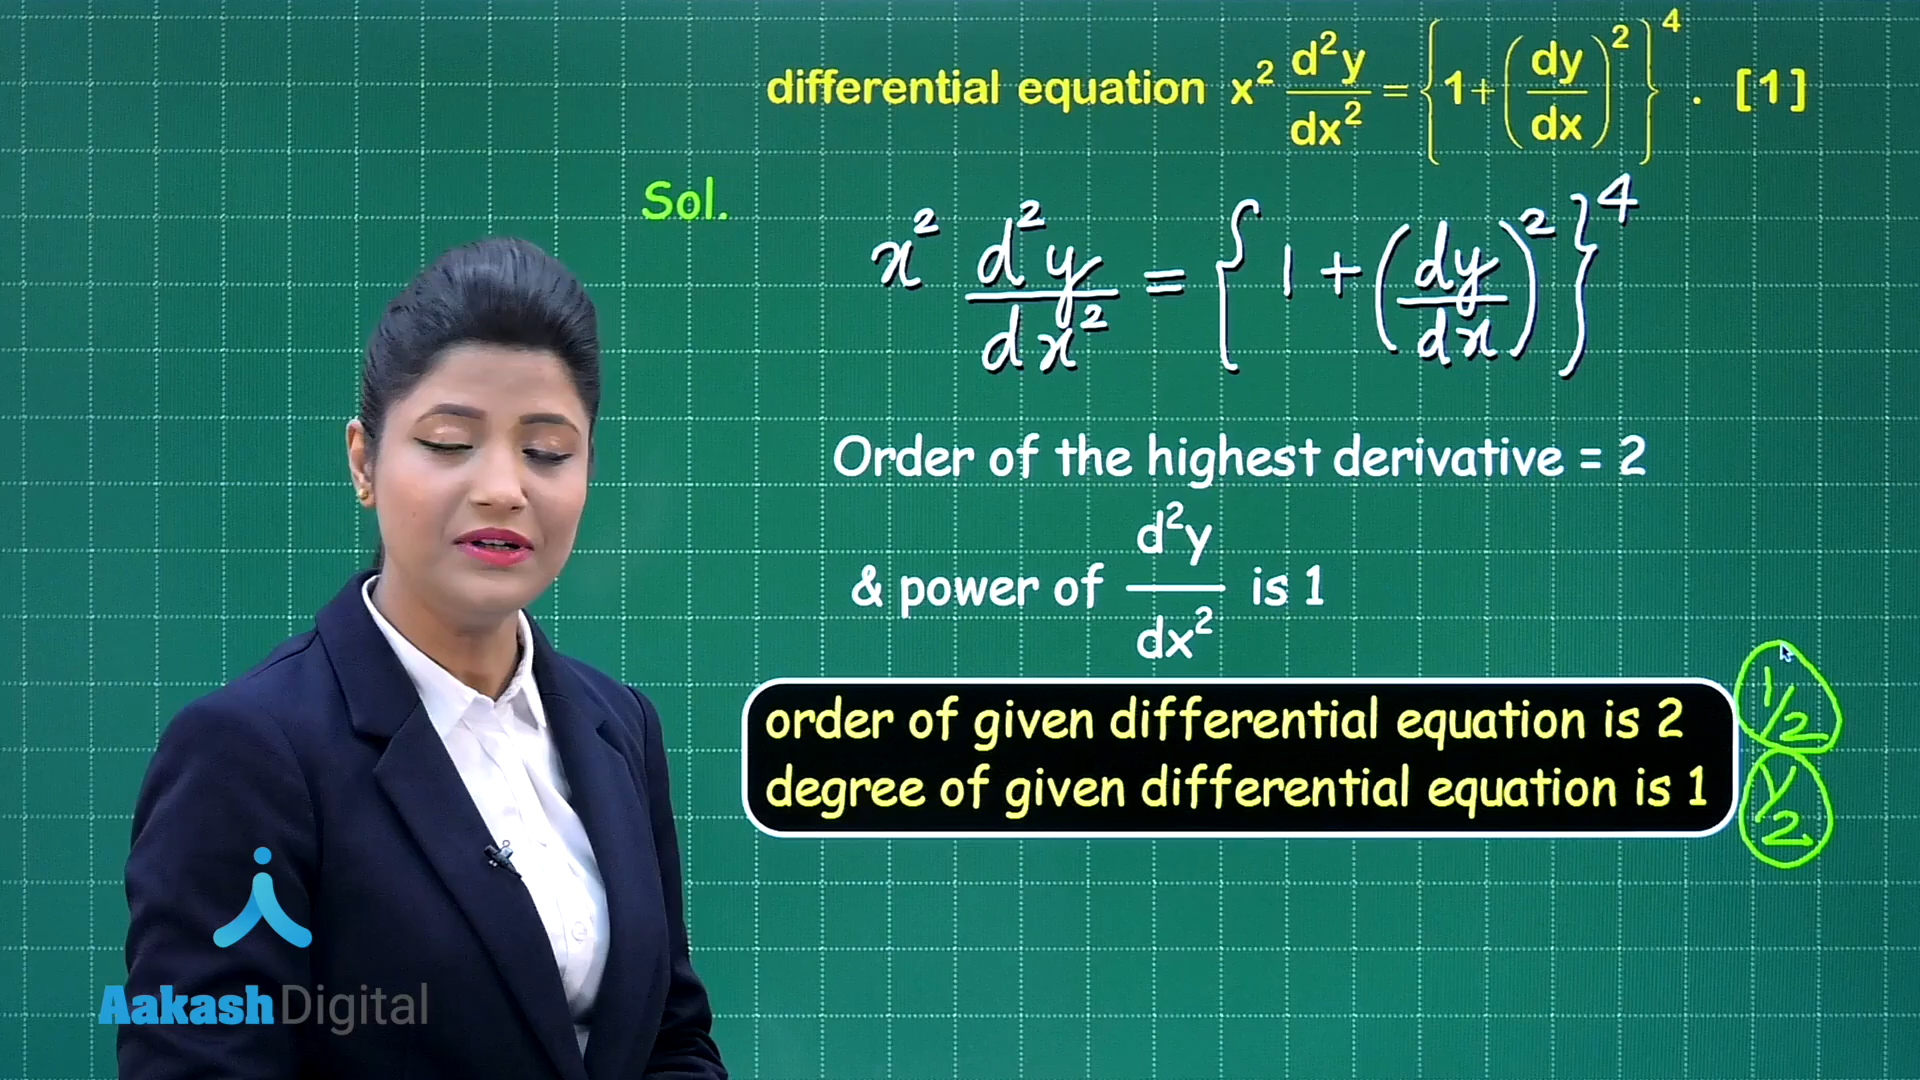 differential equation x² d²y/dx² = {1+(dy/dx)²}⁴ . [1]
Sol.
x² d²y/dx² = {1+(dy/dx)²}⁴
Order of the highest derivative = 2
& power of d²y/dx² is 1
order of given differential equation is 2
1/2
degree of given differential equation is 1
1/2
Aakash Digital